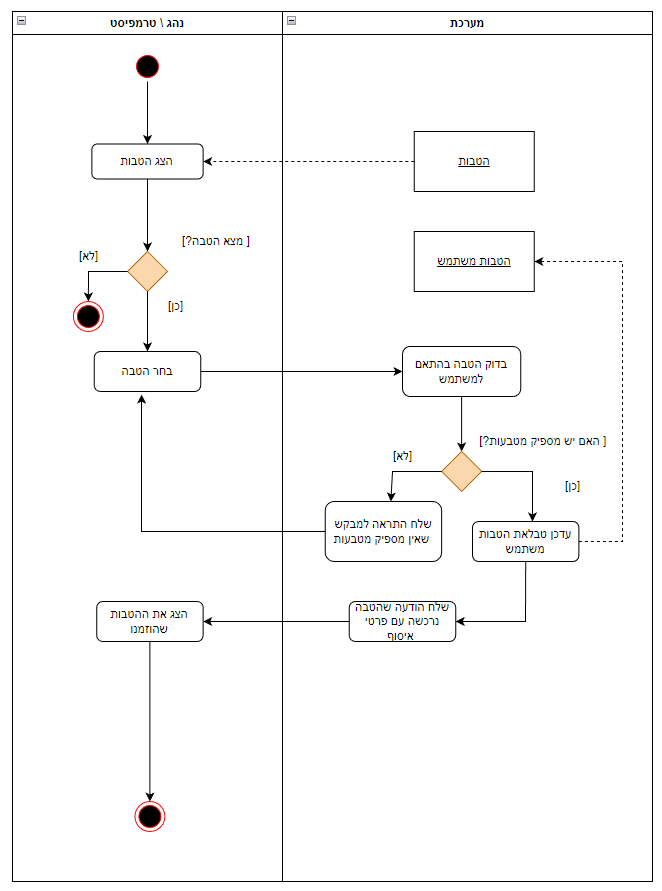 נהג \ טרמפיסט
מערכת
הצג הטבות
הטבות
[מצא הטבה?]
[לא]
הטבות משתמש
[כן]
בחר הטבה
בדוק הטבה בהתאם
למשתמש
[האם יש מספיק מטבעות?]
[לא]
[כן]
שלח התראה למבקש
שאין מספיק מטבעות
עדכן טבלאת הטבות
משתמש
הצג את ההטבות
שהוזמנו
שלח הודעה שהטבה
נרכשה עם פרטי
איסוף